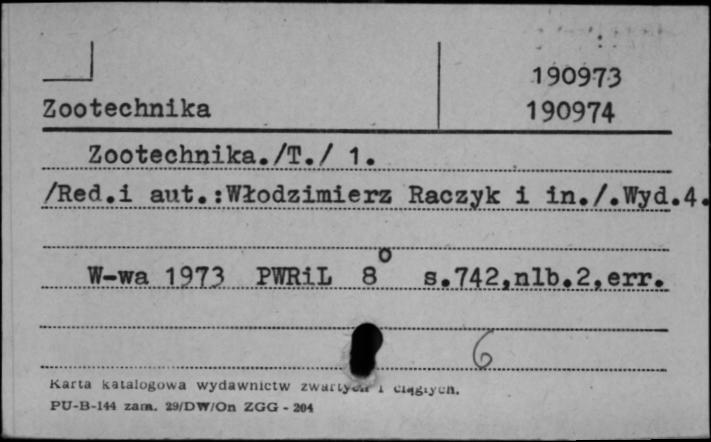 190973
Zootechnika 190974
Zootechnika./T./ 1.
/Red.i aut.:Włodzimierz Raczyk i in./.Wyd.4.
W-wa 1973 PWRiL 8° s.742,nlb.2,err.
6
Karta katalogowa wydawnictw zwartych i ciągłych.
PU-B-144 zam. 29/DW/On ZGG - 204